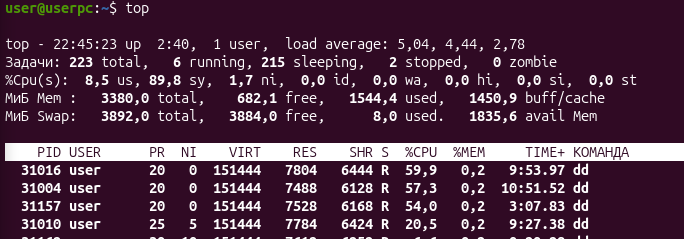 user@userpc:~$ top
top - 22:45:23 up  2:40,  1 user,  load average: 5,04, 4,44, 2,78
Задачи: 223 total,   6 running, 215 sleeping,   2 stopped,   0 zombie
%Cpu(s):  8,5 us, 89,8 sy,  1,7 ni,  0,0 id,  0,0 wa,  0,0 hi,  0,0 si,  0,0 st
МиБ Mem :   3380,0 total,    682,1 free,   1544,4 used,   1450,9 buff/cache
МиБ Swap:   3892,0 total,   3884,0 free,      8,0 used.   1835,6 avail Mem
PID USER      PR  NI    VIRT    RES    SHR S  %CPU  %MEM     TIME+ КОМАНДА
31016 user      20   0  151444   7804   6444 R  59,9   0,2   9:53.97 dd
31004 user      20   0  151444   7488   6128 R  57,3   0,2  10:51.52 dd
31157 user      20   0  151444   7528   6168 R  54,0   0,2   3:07.83 dd
31010 user      25   5  151444   7784   6424 R  20,5   0,2   9:27.38 dd